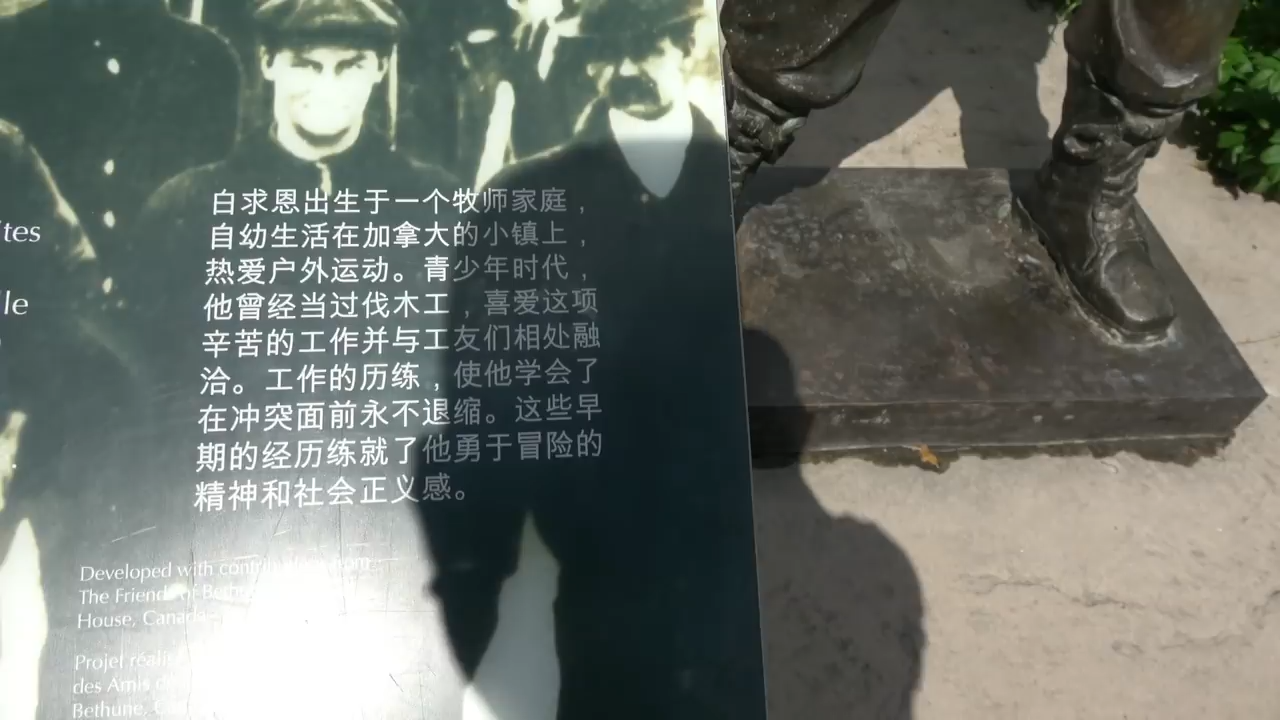 ites
lle
白求恩出生于一个牧师家庭，
自幼生活在加拿大的小镇上，
热爱户外运动。青少年时代，
他曾经当过伐木工，喜爱这项
辛苦的工作并与工友们相处融
洽。工作的历练，使他学会了
在冲突面前永不退缩。这些早
期的经历练就了他勇于冒险的
精神和社会正义感。
Developed with contributions from
The Friends of Bethune
House, Canada
Projet réalisé
des Amis de
Bethune,